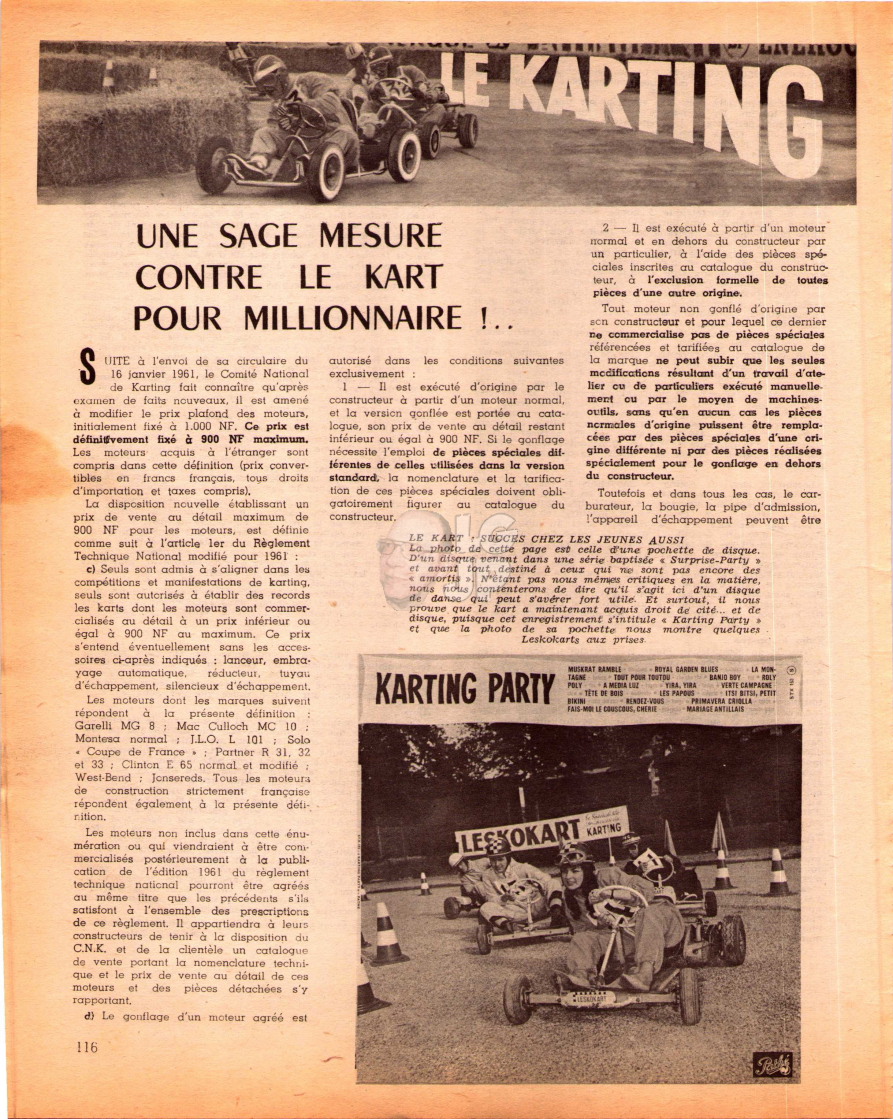 LE KARTING
UNE SAGE MESURE
CONTRE LE KART
POUR MILLIONNAIRE !..
SUITE à l'envoi de sa circulaire du
16 janvier 1961, le Comité National
de Karting fait connaître qu'après
examen de faits nouveaux, il est amené
à modifier le prix plafond des moteurs,
initialement fixé à 1.000 NF. Ce prix est
définitivement fixé à 900 NF maximum.
Les moteurs acquis à l'étranger sont
compris dans cette définition (prix conver-
tibles en francs français, tous droits
d'importation et taxes compris).
La disposition nouvelle établissant un
prix de vente au détail maximum de
900 NF pour les moteurs, est définie
comme suit à l'article 1er du Règlement
Technique National modifié pour 1961 :
c) Seuls sont admis à s'aligner dans les
compétitions et manifestations de karting,
seuls sont autorisés à établir des records
les karts dont les moteurs sont commer-
cialisés au détail à un prix inférieur ou
égal à 900 NF au maximum. Ce prix
s'entend éventuellement sans les acces-
soires ci-après indiqués : lanceur, embra-
yage automatique, réducteur, tuyau
d'échappement, silencieux d'échappement.
Les moteurs dont les marques suivent
répondent à la présente définition :
Garelli MG 8 ; Mac Culloch MC 10 ;
Montesa normal ; J.L.O. L 101 ; Solo
« Coupe de France » ; Partner R 31, 32
et 33 ; Clinton E 65 normal et modifié ;
West-Bend ; Jonsereds. Tous les moteurs
de construction strictement française
répondent également à la présente défi-
nition.
Les moteurs non inclus dans cette énu-
mération ou qui viendraient à être com-
mercialisés postérieurement à la publi-
cation de l'édition 1961 du règlement
technique national pourront être agréés
au même titre que les précédents s'ils
satisfont à l'ensemble des prescriptions
de ce règlement. Il appartiendra à leurs
constructeurs de tenir à la disposition du
C.N.K. et de la clientèle un catalogue
de vente portant la nomenclature techni-
que et le prix de vente au détail de ces
moteurs et des pièces détachées s'y
rapportant.
d) Le gonflage d'un moteur agréé est
autorisé dans les conditions suivantes
exclusivement :
1 — Il est exécuté d'origine par le
constructeur à partir d'un moteur normal,
et la version gonflée est portée au cata-
logue, son prix de vente au détail restant
inférieur ou égal à 900 NF. Si le gonflage
nécessite l'emploi de pièces spéciales dif-
férentes de celles utilisées dans la version
standard, la nomenclature et la tarifica-
tion de ces pièces spéciales doivent obli-
gatoirement figurer au catalogue du
constructeur.
2 — Il est exécuté à partir d'un moteur
normal et en dehors du constructeur par
un particulier, à l'aide des pièces spé-
ciales inscrites au catalogue du construc-
teur, à l'exclusion formelle de toutes
pièces d'une autre origine.
Tout moteur non gonflé d'origine par
son constructeur et pour lequel ce dernier
ne commercialise pas de pièces spéciales
référencées et tarifiées au catalogue de
la marque ne peut subir que les seules
modifications résultant d'un travail d'ate-
lier ou de particuliers exécuté manuelle-
ment ou par le moyen de machines-
outils, sans qu'en aucun cas les pièces
normales d'origine puissent être rempla-
cées par des pièces spéciales d'une ori-
gine différente ni par des pièces réalisées
spécialement pour le gonflage en dehors
du constructeur.
Toutefois et dans tous les cas, le car-
burateur, la bougie, la pipe d'admission,
l'appareil d'échappement peuvent être
LE KART : SUCCES CHEZ LES JEUNES AUSSI
La photo de cette page est celle d'une pochette de disque.
D'un disque venant dans une série baptisée « Surprise-Party »
et avant tout destiné à ceux qui ne sont pas encore des
« amortis ». N'étant pas nous mêmes critiques en la matière,
nous nous contenterons de dire qu'il s'agit ici d'un disque
de danse qui peut s'avérer fort utile. Et surtout, il nous
prouve que le kart a maintenant acquis droit de cité... et de
disque, puisque cet enregistrement s'intitule « Karting Party »
et que la photo de sa pochette nous montre quelques
Leskokarts aux prises.
KARTING PARTY
MUSKRAT RAMBLE ROYAL GARDEN BLUES LA MON-
TAGNE TOUT POUR TOUTOU BANJO BOY ROLY
POLY A MEDIA LUZ YIRA, YIRA VERTE CAMPAGNE
TÊTE DE BOIS LES PAPOUS ITSI BITSI, PETIT
BIKINI RENDEZ-VOUS PRIMAVERA CRIOLLA
FAIS-MOI LE COUSCOUS, CHERIE MARIAGE ANTILLAIS
LESKOKART
KARTING
LESKOKART
Pathé
116